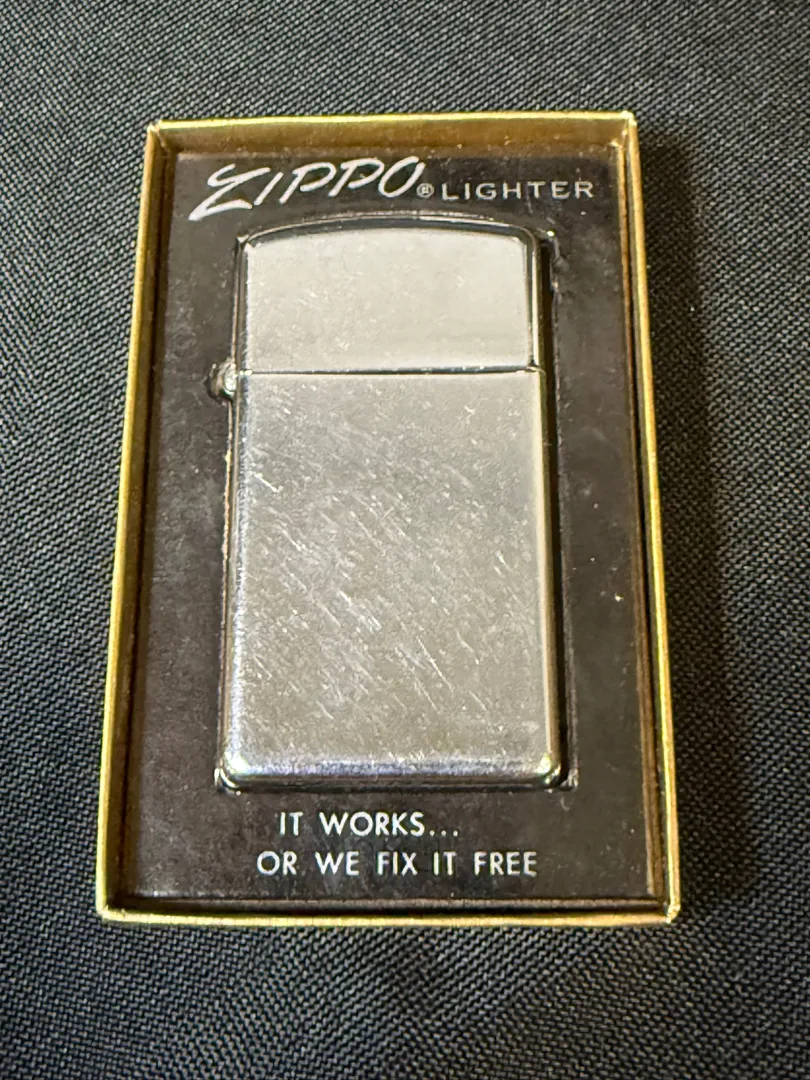 ZIPPO® LIGHTER
IT WORKS...
OR WE FIX IT FREE